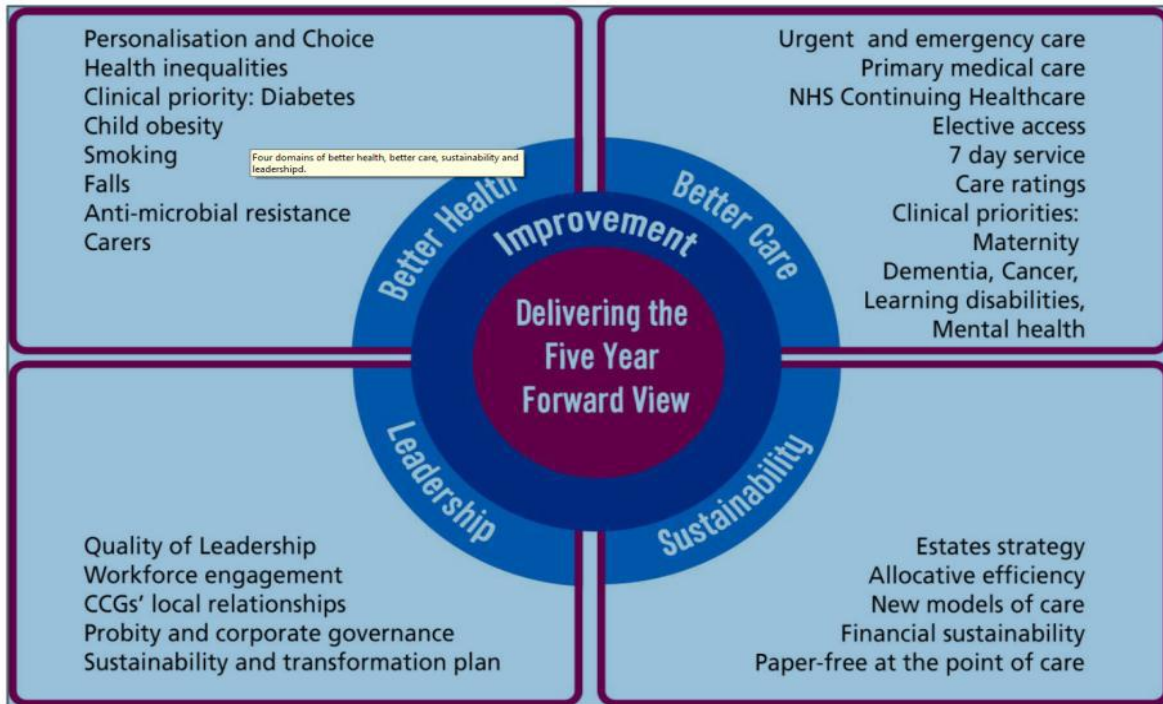 Personalisation and Choice
Health inequalities
Clinical priority: Diabetes
Child obesity
Smoking
Falls
Anti-microbial resistance
Carers
Four domains of better health, better care, sustainability and
leadershipd.
Urgent and emergency care
Primary medical care
NHS Continuing Healthcare
Elective access
7 day service
Care ratings
Clinical priorities:
Maternity
Dementia, Cancer,
Learning disabilities,
Mental health
Better Health
Better Care
Improvement
Delivering the
Five Year
Forward View
Leadership
Sustainability
Quality of Leadership
Workforce engagement
CCGs' local relationships
Probity and corporate governance
Sustainability and transformation plan
Estates strategy
Allocative efficiency
New models of care
Financial sustainability
Paper-free at the point of care